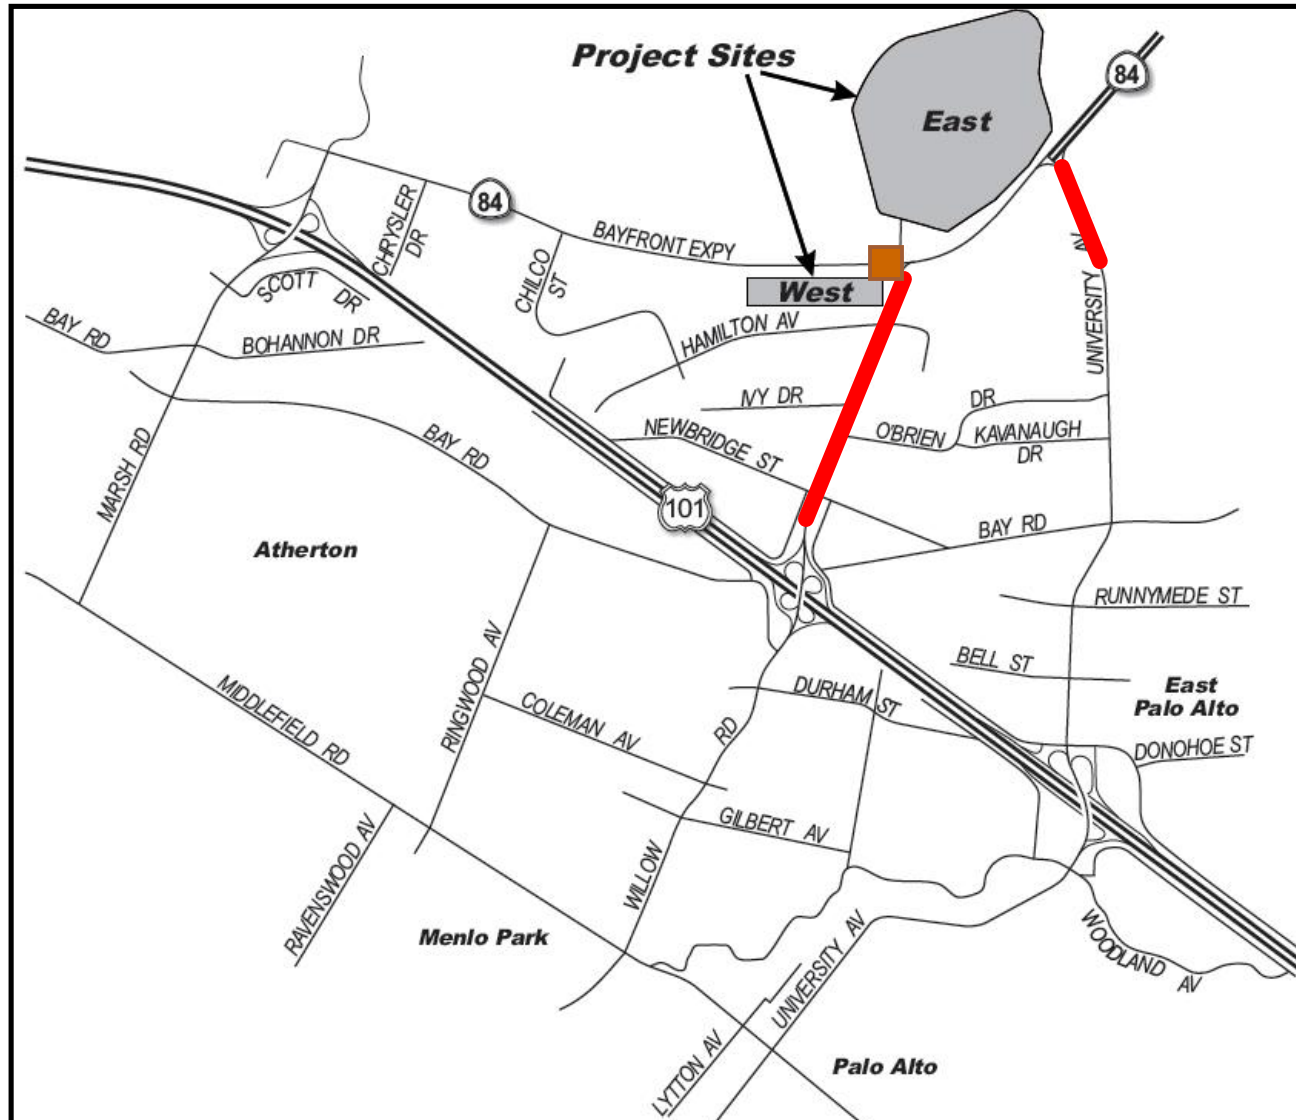 Project Sites
84
East
84
CHRYSLER
DR
BAYFRONT EXPY
CHILCO
ST
West
UNIVERSITY AV
SCOTT DR
BAY RD
BOHANNON DR
HAMILTON AV
IVY DR
DR
O'BRIEN
KAVANAUGH
DR
NEWBRIDGE ST
BAY RD
MARSH RD
101
BAY RD
Atherton
RUNNYMEDE ST
BELL ST
East
Palo Alto
DURHAM ST
RINGWOOD AV
COLEMAN AV
MIDDLEFIELD RD
RD
DONOHOE ST
GILBERT AV
RAVENSWOOD AV
WILLOW
Menlo Park
WOODLAND AV
UNIVERSITY AV
LYTTON AV
Palo Alto